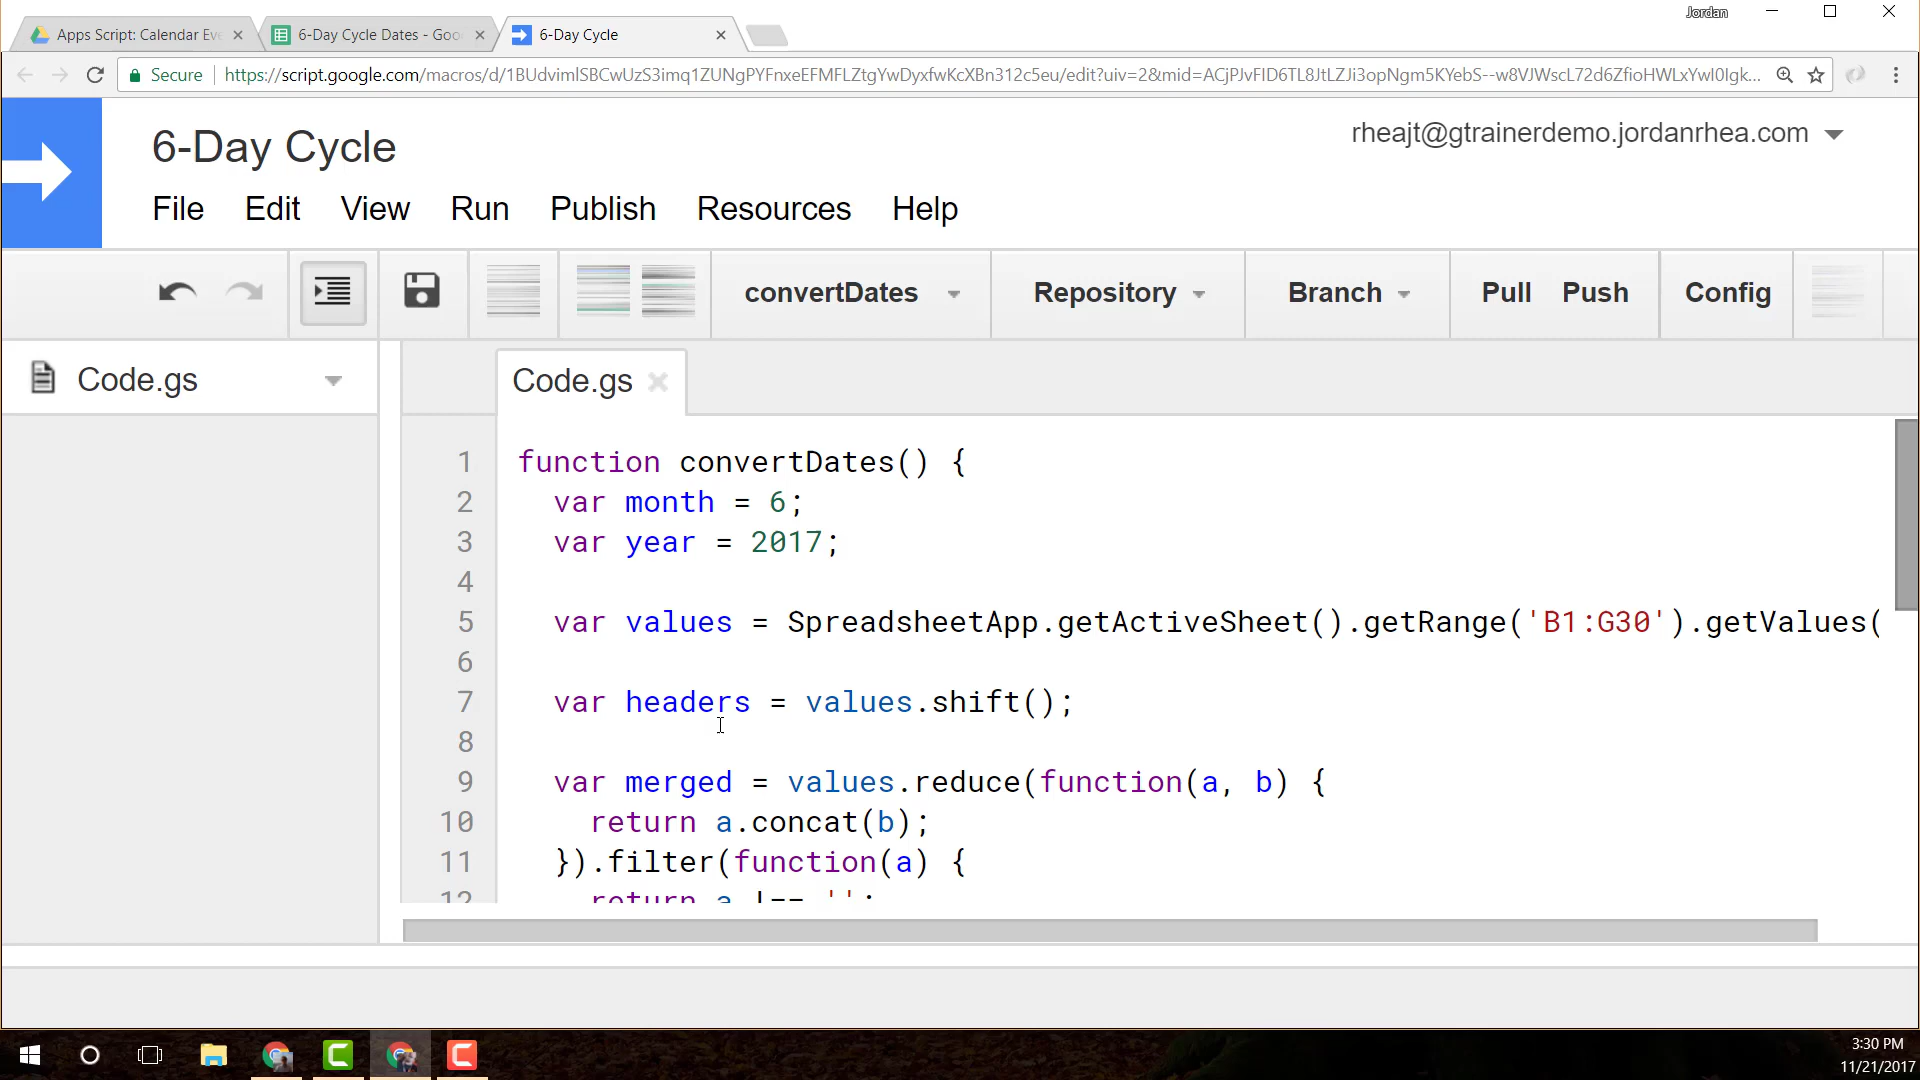 Jordan
Apps Script: Calendar Eve
6-Day Cycle Dates - Goo
6-Day Cycle
Secure
https://script.google.com/macros/d/1BUdvimlSBCwUzS3imq1ZUNgPYFnxeEFMFLZtgYwDyxfwKcXBn312c5eu/edit?uiv=2&mid=ACjPJvFID6TL8JtLZJi3opNgm5KYebS--w8VJWscL72d6ZfioHWLxYwI0Igk...
6-Day Cycle
rheajt@gtrainerdemo.jordanrhea.com
File Edit View Run Publish Resources Help
convertDates Repository Branch Pull Push Config
Code.gs
Code.gs
1 function convertDates() {
2 var month = 6;
3 var year = 2017;
4
5 var values = SpreadsheetApp.getActiveSheet().getRange('B1:G30').getValues(
6
7 var headers = values.shift();
8
9 var merged = values.reduce(function(a, b) {
10 return a.concat(b);
11 }).filter(function(a) {
12 return a !== '';
3:30 PM
11/21/2017